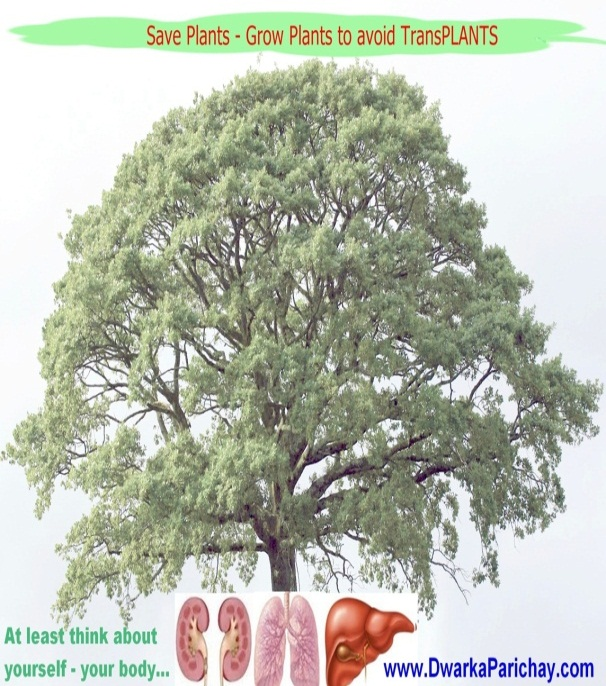 Save Plants - Grow Plants to avoid TransPLANTS
At least think about
yourself - your body...
www.DwarkaParichay.com